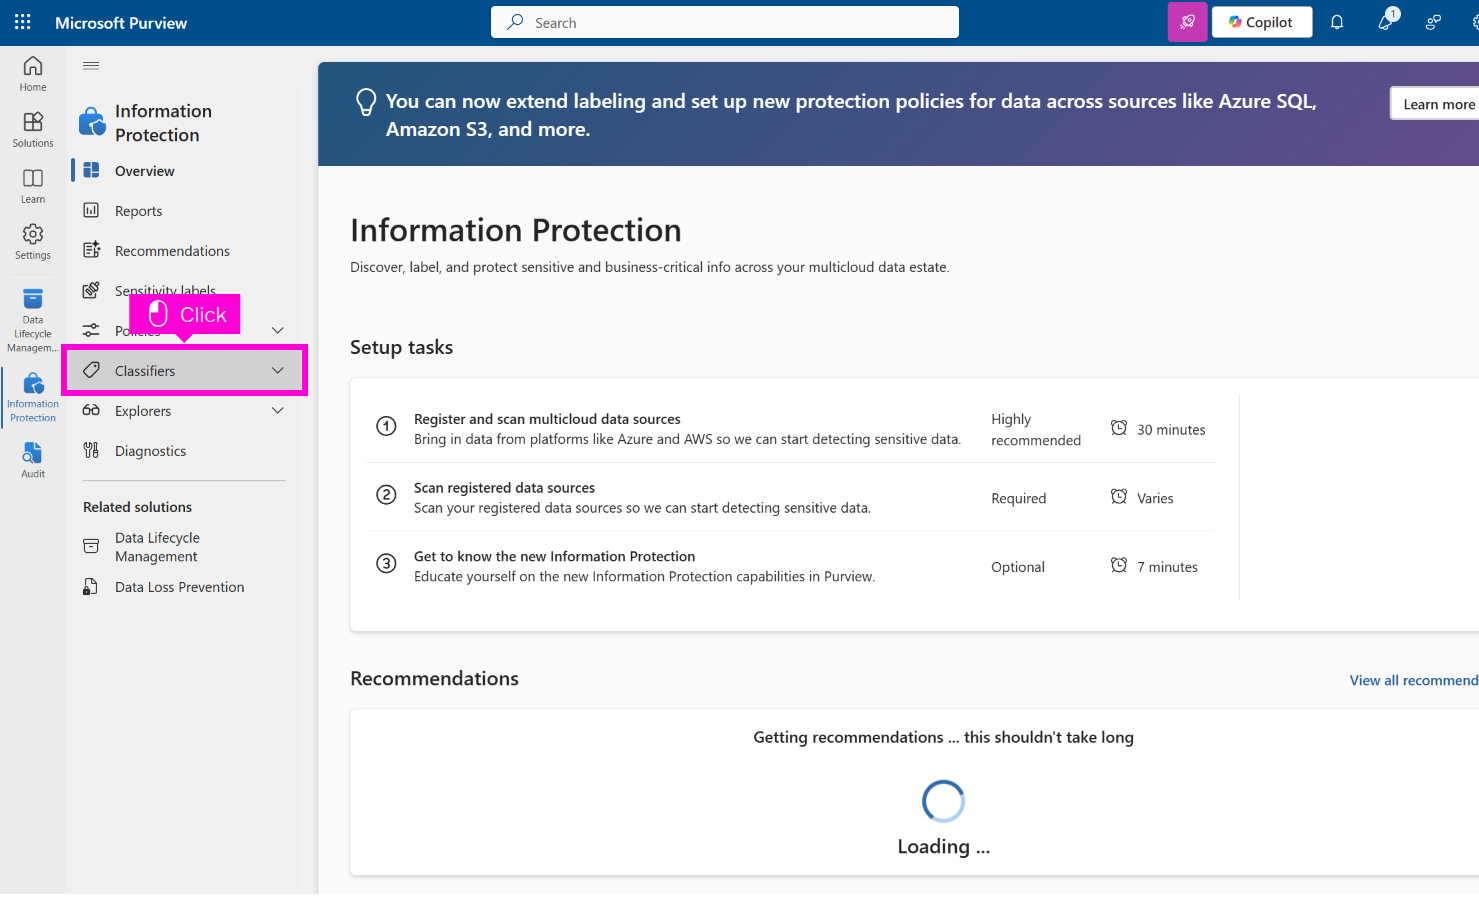 Microsoft Purview
Search
Copilot
1
Home
Solutions
Learn
Settings
Data
Lifecycle
Managem...
Information
Protection
Audit
Information
Protection
Overview
Reports
Recommendations
Sensitivity labels
Click
Policies
Classifiers
Explorers
Diagnostics
Related solutions
Data Lifecycle
Management
Data Loss Prevention
You can now extend labeling and set up new protection policies for data across sources like Azure SQL,
Amazon S3, and more.
Learn more
Information Protection
Discover, label, and protect sensitive and business-critical info across your multicloud data estate.
Setup tasks
1
Register and scan multicloud data sources
Bring in data from platforms like Azure and AWS so we can start detecting sensitive data.
Highly
recommended
30 minutes
2
Scan registered data sources
Scan your registered data sources so we can start detecting sensitive data.
Required
Varies
3
Get to know the new Information Protection
Educate yourself on the new Information Protection capabilities in Purview.
Optional
7 minutes
Recommendations
View all recommend
Getting recommendations ... this shouldn't take long
Loading ...